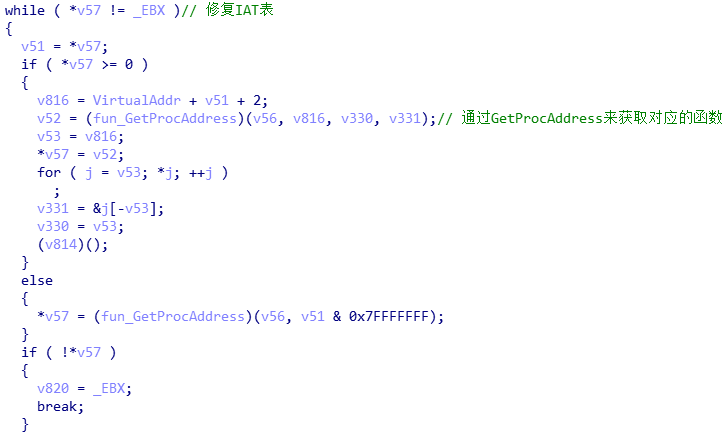 while ( *v57 != _EBX )// 修复IAT表
{
  v51 = *v57;
  if ( *v57 >= 0 )
  {
    v816 = VirtualAddr + v51 + 2;
    v52 = (fun_GetProcAddress)(v56, v816, v330, v331);// 通过GetProcAddress来获取对应的函数
    v53 = v816;
    *v57 = v52;
    for ( j = v53; *j; ++j )
      ;
    v331 = &j[-v53];
    v330 = v53;
    (v814)();
  }
  else
  {
    *v57 = (fun_GetProcAddress)(v56, v51 & 0x7FFFFFFF);
  }
  if ( !*v57 )
  {
    v820 = _EBX;
    break;
  }